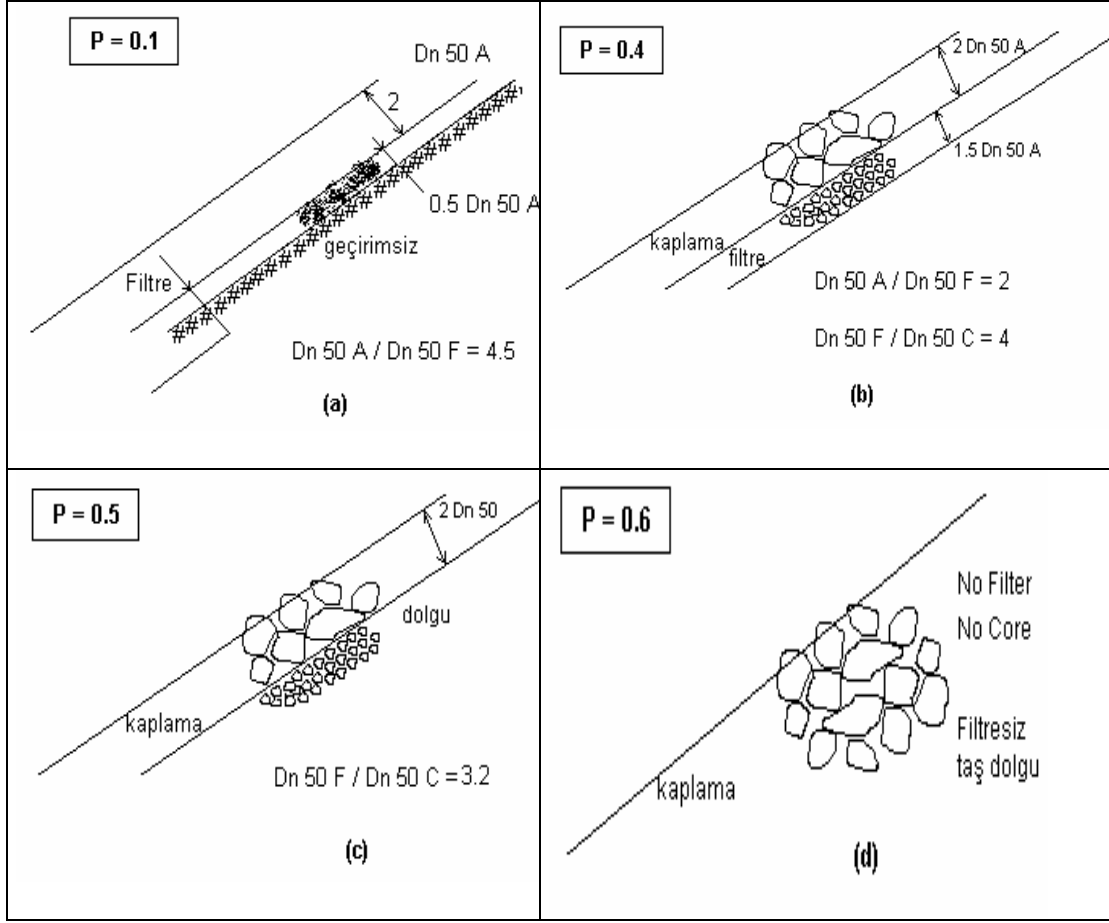 P = 0.1
Dn 50 A
2
0.5 Dn 50 A
geçirimsiz
Filtre
Dn 50 A / Dn 50 F = 4.5
(a)
P = 0.4
2 Dn 50 A
1.5 Dn 50 A
kaplama
filtre
Dn 50 A / Dn 50 F = 2
Dn 50 F / Dn 50 C = 4
(b)
P = 0.5
2 Dn 50
dolgu
kaplama
Dn 50 F / Dn 50 C = 3.2
(c)
P = 0.6
No Filter
No Core
Filtresiz
taş dolgu
kaplama
(d)